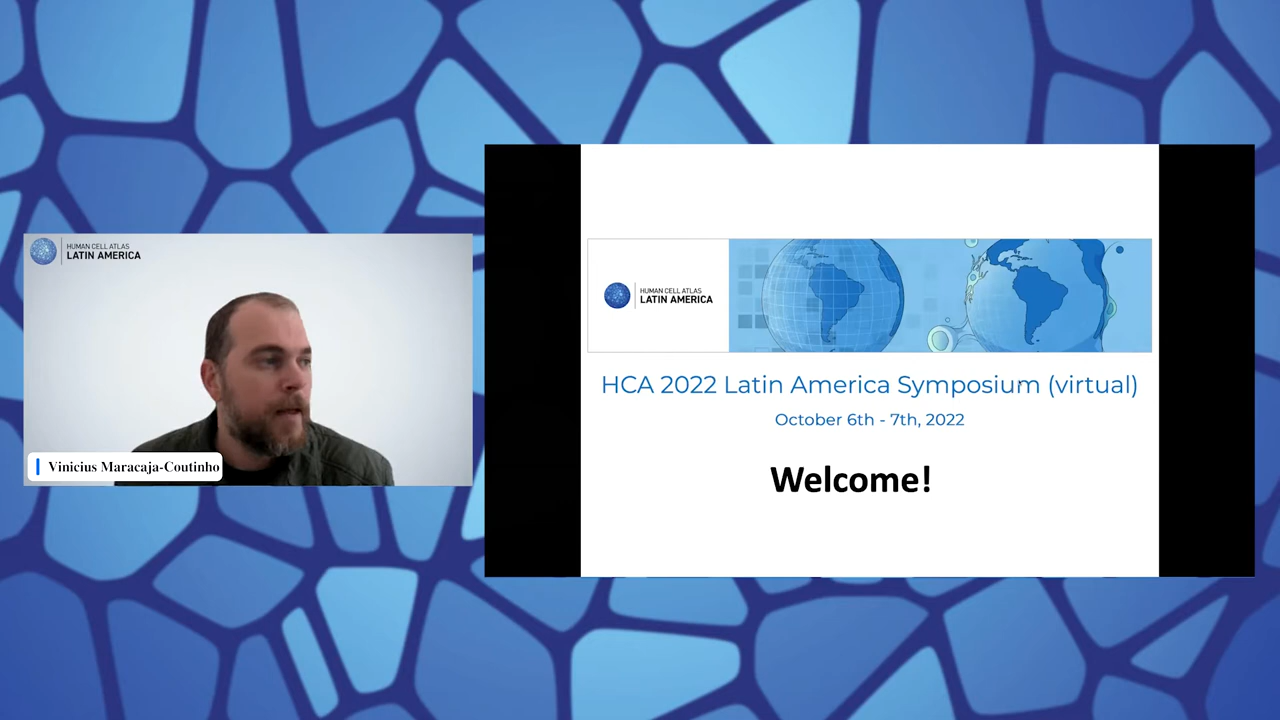 HUMAN CELL ATLAS
LATIN AMERICA
Vinicius Maracaja-Coutinho
HUMAN CELL ATLAS
LATIN AMERICA
HCA 2022 Latin America Symposium (virtual)
October 6th - 7th, 2022
Welcome!